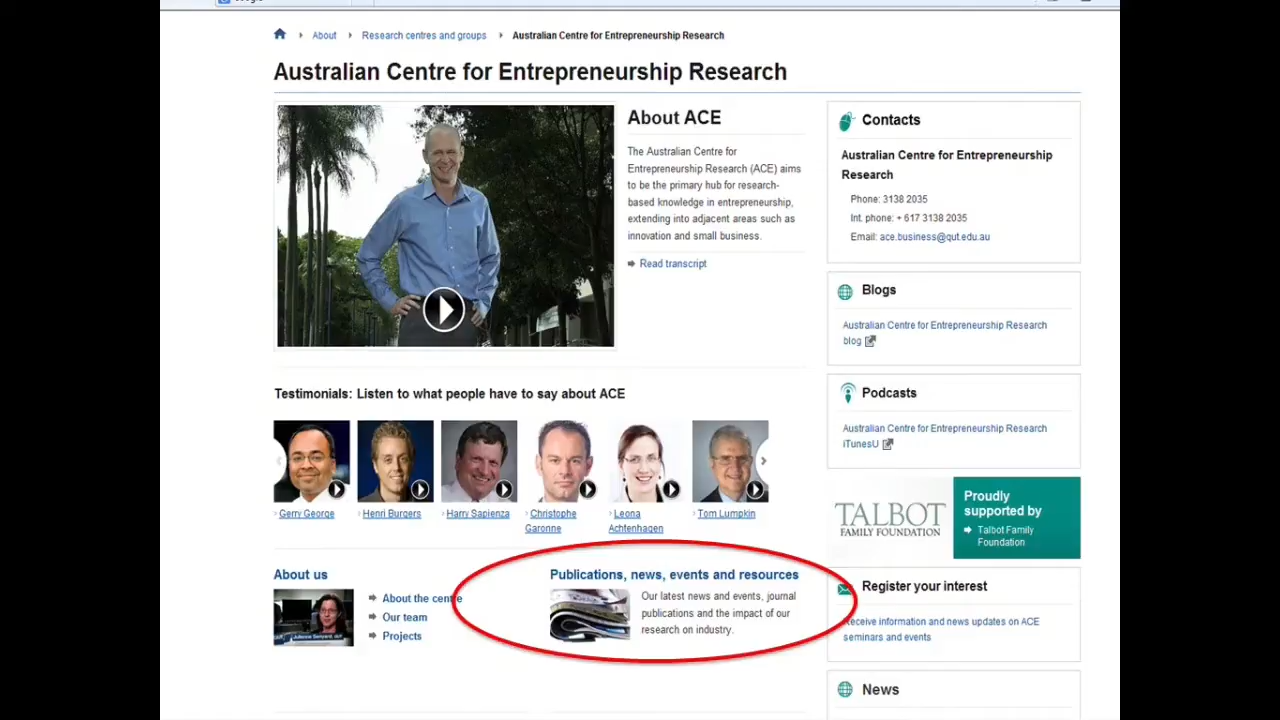 About
Research centres and groups
Australian Centre for Entrepreneurship Research
Australian Centre for Entrepreneurship Research
About ACE
The Australian Centre for
Entrepreneurship Research (ACE) aims
to be the primary hub for research-
based knowledge in entrepreneurship,
extending into adjacent areas such as
innovation and small business.
Read transcript
Testimonials: Listen to what people have to say about ACE
Gerry George
Henri Burgers
Harry Sapienza
Christophe
Garonne
Leona
Achtenhagen
Tom Lumpkin
About us
About the centre
Our team
Projects
Publications, news, events and resources
Our latest news and events, journal
publications and the impact of our
research on industry.
Contacts
Australian Centre for Entrepreneurship
Research
Phone: 3138 2035
Int. phone: + 617 3138 2035
Email: ace.business@qut.edu.au
Blogs
Australian Centre for Entrepreneurship Research
blog
Podcasts
Australian Centre for Entrepreneurship Research
iTunesU
TALBOT
FAMILY FOUNDATION
Proudly
supported by
Talbot Family
Foundation
Register your interest
Receive information and news updates on ACE
seminars and events
News